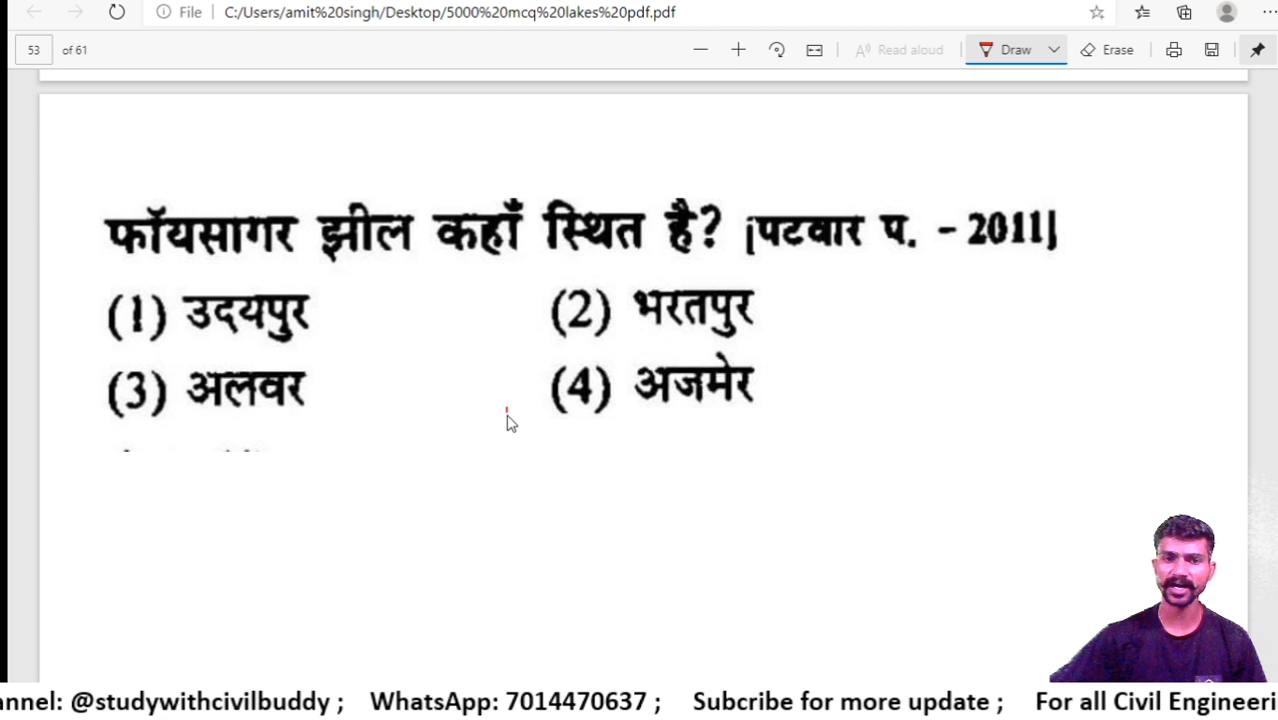 File C:/Users/amit%20singh/Desktop/5000%20mcq%20lakes%20pdf.pdf
53 of 61 Read aloud Draw Erase
फॉयसागर झील कहाँ स्थित है? [पटवार प. - 2011]
(1) उदयपुर (2) भरतपुर
(3) अलवर (4) अजमेर
annel: @studywithcivilbuddy ; WhatsApp: 7014470637 ; Subcribe for more update ; For all Civil Engineeri